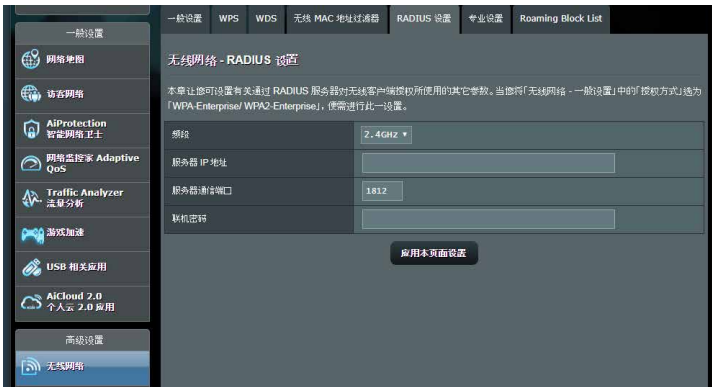 一般设置
WPS
WDS
无线 MAC 地址过滤器
RADIUS 设置
专业设置
Roaming Block List
一般设置
网络地图
访客网络
AiProtection
智能网络卫士
网络监控家 Adaptive
QoS
Traffic Analyzer
流量分析
游戏加速
USB 相关应用
AiCloud 2.0
个人云 2.0 应用
高级设置
无线网络
无线网络 - RADIUS 设置
本章让您可设置有关通过 RADIUS 服务器对无线客户端授权所使用的其它参数。当您将「无线网络 - 一般设置」中的「授权方式」选为
「WPA-Enterprise/ WPA2-Enterprise」，便需进行此一设置。
频段
2.4GHz
服务器 IP 地址
服务器通信端口
1812
联机密码
应用本页面设置